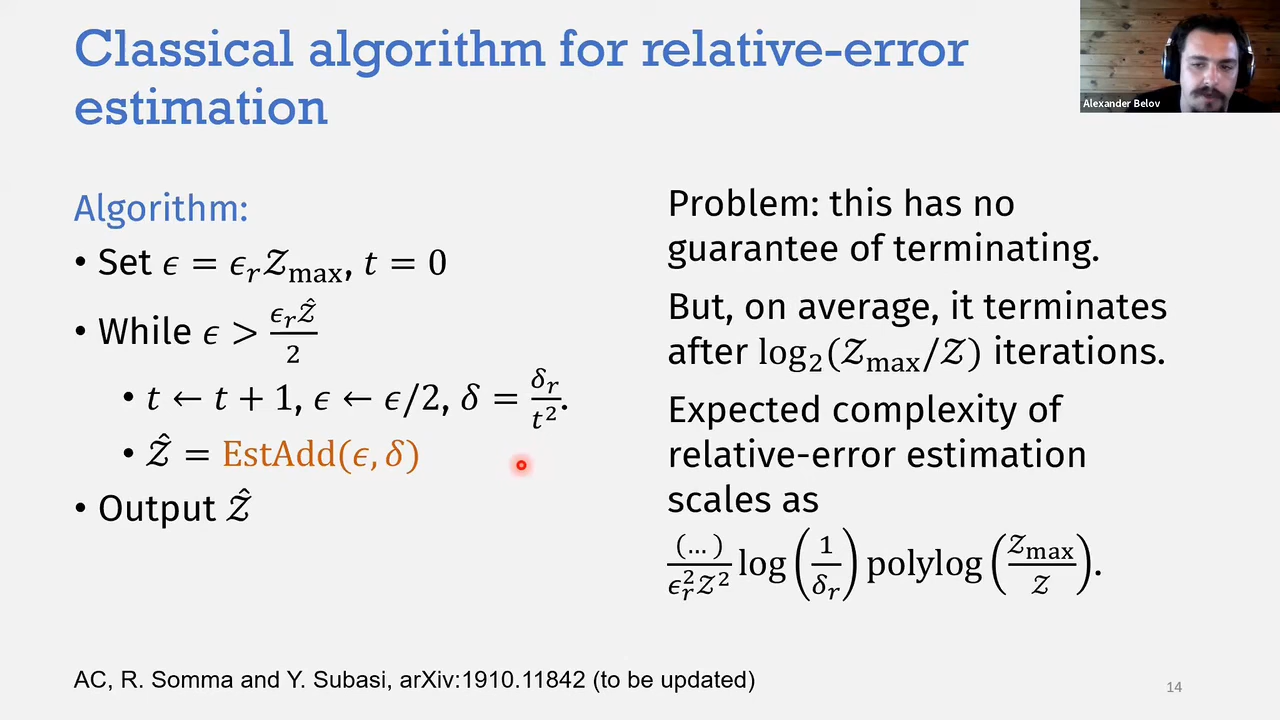 Classical algorithm for relative-error
estimation
Alexander Belov
Algorithm:
• Set ϵ = ϵ_r 𝒵_max, t = 0
• While ϵ > ϵ_r 𝒵̂ / 2
• t ← t + 1, ϵ ← ϵ/2, δ = δ_r / t².
• 𝒵̂ = EstAdd(ϵ, δ)
• Output 𝒵̂
Problem: this has no
guarantee of terminating.
But, on average, it terminates
after log₂(𝒵_max/𝒵) iterations.
Expected complexity of
relative-error estimation
scales as
(…) / (ϵ_r² 𝒵²) log(1/δ_r) polylog(𝒵_max/𝒵).
AC, R. Somma and Y. Subasi, arXiv:1910.11842 (to be updated)
14